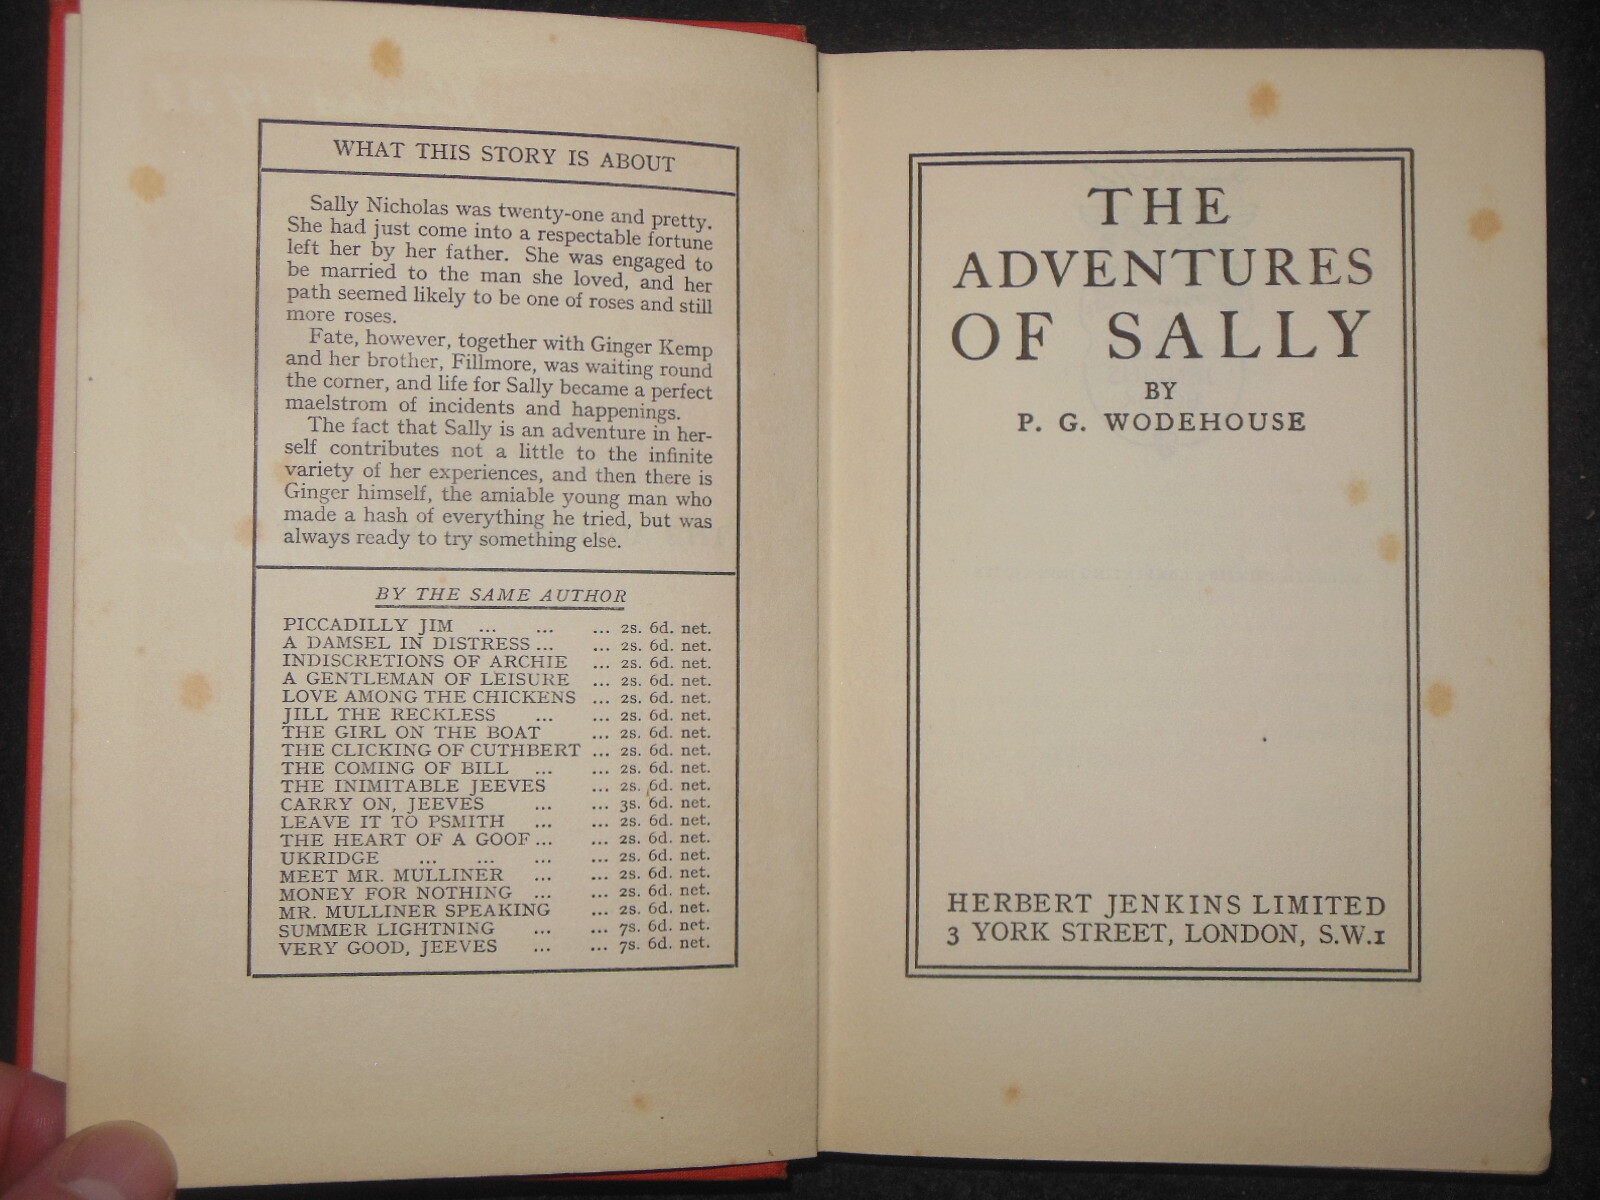 WHAT THIS STORY IS ABOUT
Sally Nicholas was twenty-one and pretty.
She had just come into a respectable fortune
left her by her father. She was engaged to
be married to the man she loved, and her
path seemed likely to be one of roses and still
more roses.
Fate, however, together with Ginger Kemp
and her brother, Fillmore, was waiting round
the corner, and life for Sally became a perfect
maelstrom of incidents and happenings.
The fact that Sally is an adventure in her-
self contributes not a little to the infinite
variety of her experiences, and then there is
Ginger himself, the amiable young man who
made a hash of everything he tried, but was
always ready to try something else.
BY THE SAME AUTHOR
PICCADILLY JIM ... ... ... 2s. 6d. net.
A DAMSEL IN DISTRESS ... ... 2s. 6d. net.
INDISCRETIONS OF ARCHIE ... 2s. 6d. net.
A GENTLEMAN OF LEISURE ... 2s. 6d. net.
LOVE AMONG THE CHICKENS ... 2s. 6d. net.
JILL THE RECKLESS ... ... 2s. 6d. net.
THE GIRL ON THE BOAT ... 2s. 6d. net.
THE CLICKING OF CUTHBERT ... 2s. 6d. net.
THE COMING OF BILL ... ... 2s. 6d. net.
THE INIMITABLE JEEVES ... 2s. 6d. net.
CARRY ON, JEEVES ... ... 3s. 6d. net.
LEAVE IT TO PSMITH ... ... 2s. 6d. net.
THE HEART OF A GOOF ... ... 2s. 6d. net.
UKRIDGE ... ... ... ... 2s. 6d. net.
MEET MR. MULLINER ... ... 2s. 6d. net.
MONEY FOR NOTHING ... ... 2s. 6d. net.
MR. MULLINER SPEAKING ... 2s. 6d. net.
SUMMER LIGHTNING ... ... 7s. 6d. net.
VERY GOOD, JEEVES ... ... 7s. 6d. net.
THE
ADVENTURES
OF SALLY
BY
P. G. WODEHOUSE
HERBERT JENKINS LIMITED
3 YORK STREET, LONDON, S.W.1